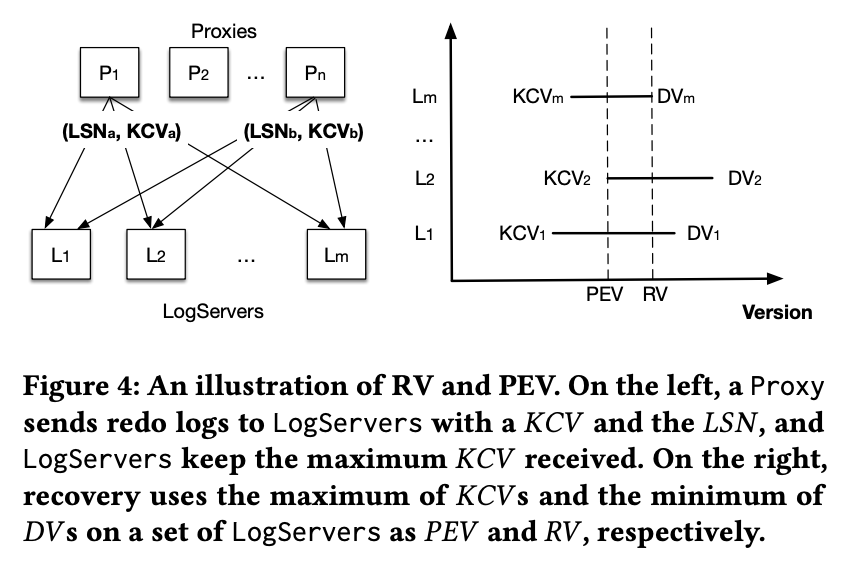 Proxies
P1 P2 ... Pn
(LSNa, KCVa) (LSNb, KCVb)
L1 L2 ... Lm
LogServers
Lm KCVm DVm
...
L2 KCV2 DV2
L1 KCV1 DV1
PEV RV
Version
Figure 4: An illustration of RV and PEV. On the left, a Proxy
sends redo logs to LogServers with a KCV and the LSN, and
LogServers keep the maximum KCV received. On the right,
recovery uses the maximum of KCVs and the minimum of
DVs on a set of LogServers as PEV and RV, respectively.